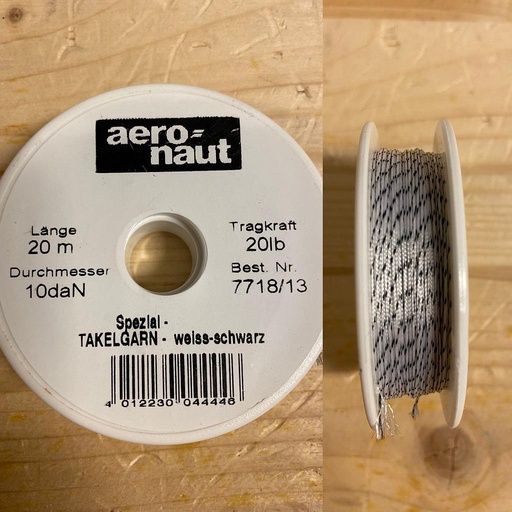 aero-
naut
Länge
20 m
Tragkraft
20lb
Durchmesser
10daN
Best. Nr.
7718/13
Spezial -
TAKELGARN - weiss-schwarz
4 012230 044446